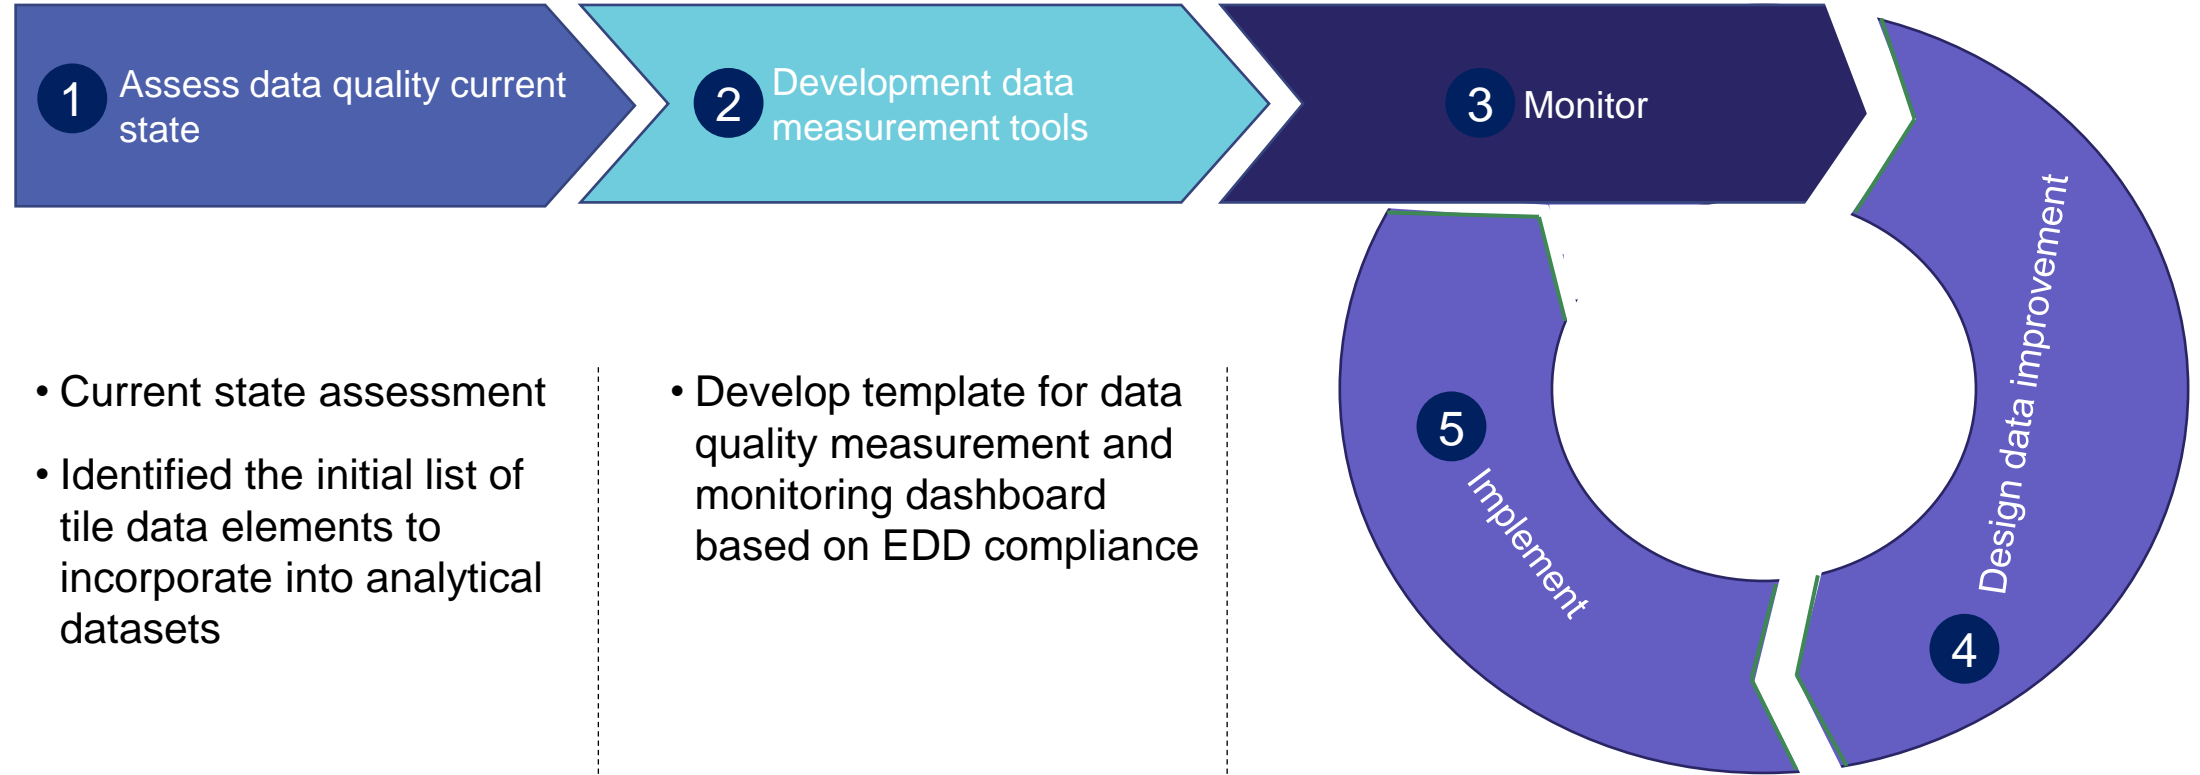 1
Assess data quality current
state
2
Development data
measurement tools
3
Monitor
• Current state assessment
• Identified the initial list of
tile data elements to
incorporate into analytical
datasets
• Develop template for data
quality measurement and
monitoring dashboard
based on EDD compliance
4
Design data improvement
5
Implement